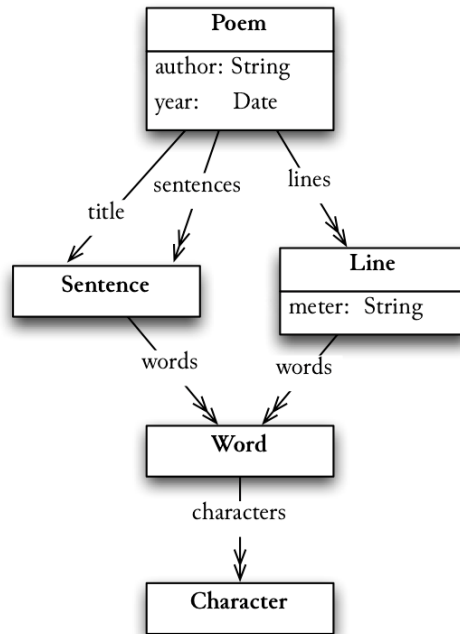 Poem
author: String
year: Date
sentences
lines
title
Sentence
Line
meter: String
words
words
Word
characters
Character